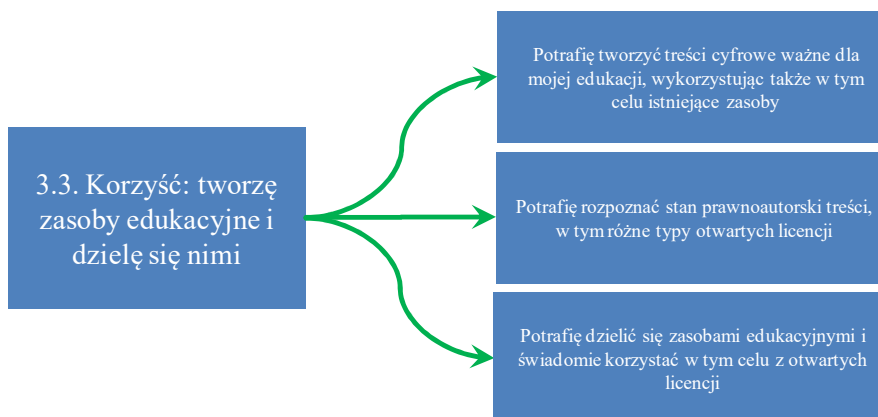 3.3. Korzyść: tworzę
zasoby edukacyjne i
dzielę się nimi
Potrafię tworzyć treści cyfrowe ważne dla
mojej edukacji, wykorzystując także w tym
celu istniejące zasoby
Potrafię rozpoznać stan prawnoautorski treści,
w tym różne typy otwartych licencji
Potrafię dzielić się zasobami edukacyjnymi i
świadomie korzystać w tym celu z otwartych
licencji